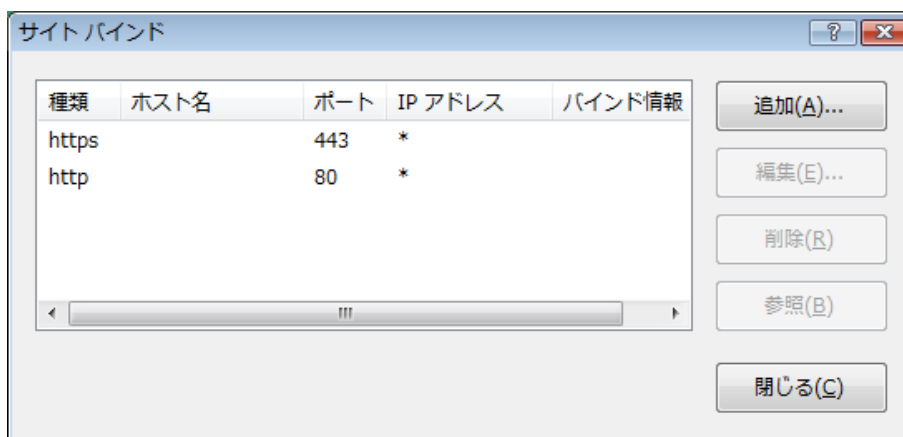 サイト バインド
種類 ホスト名 ポート IP アドレス バインド情報
https 443 *
http 80 *
追加(A)...
編集(E)...
削除(R)
参照(B)
閉じる(C)